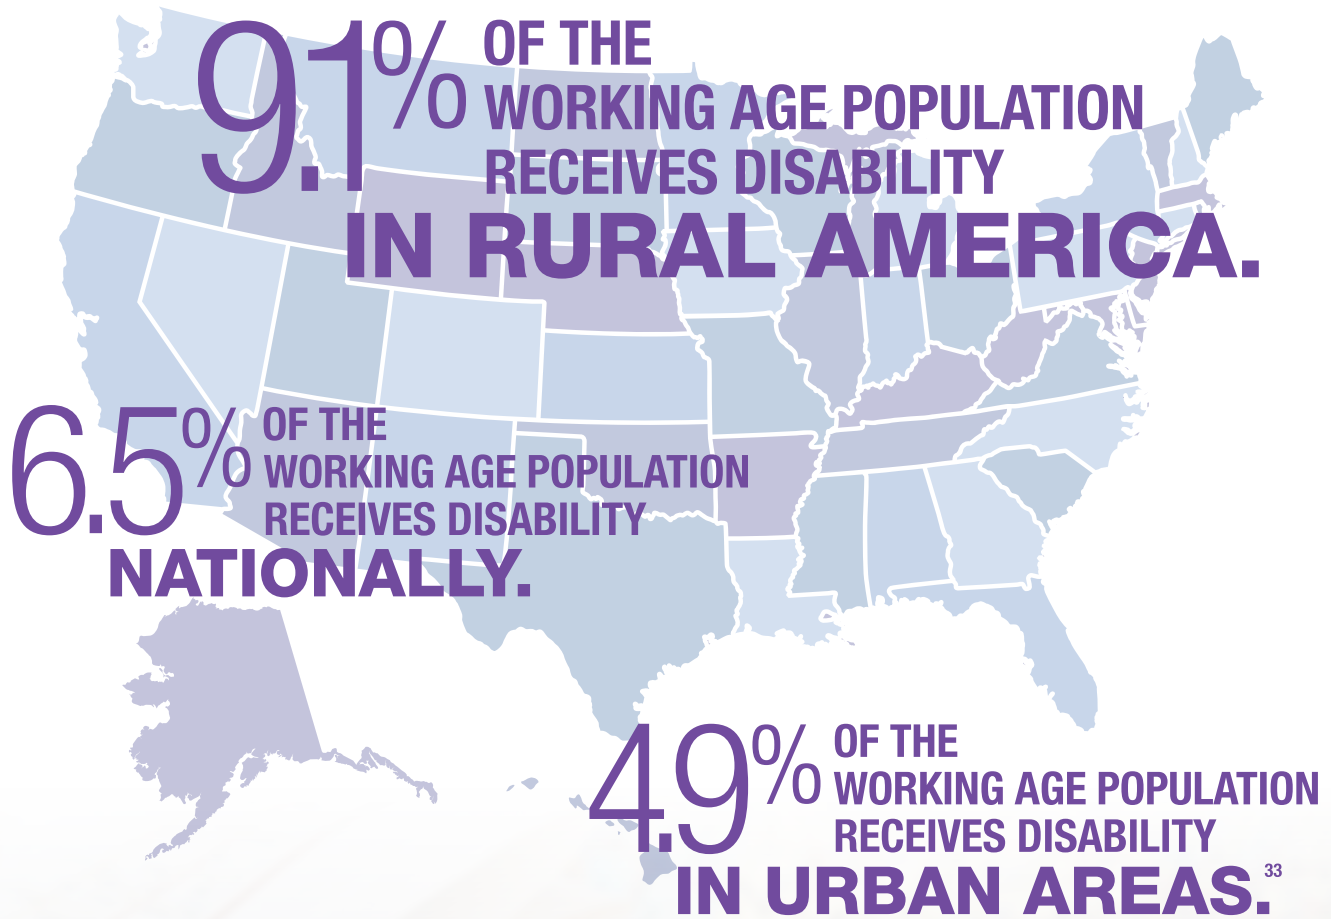 9.1% OF THE
WORKING AGE POPULATION
RECEIVES DISABILITY
IN RURAL AMERICA.
6.5% OF THE
WORKING AGE POPULATION
RECEIVES DISABILITY
NATIONALLY.
4.9% OF THE
WORKING AGE POPULATION
RECEIVES DISABILITY
IN URBAN AREAS.33